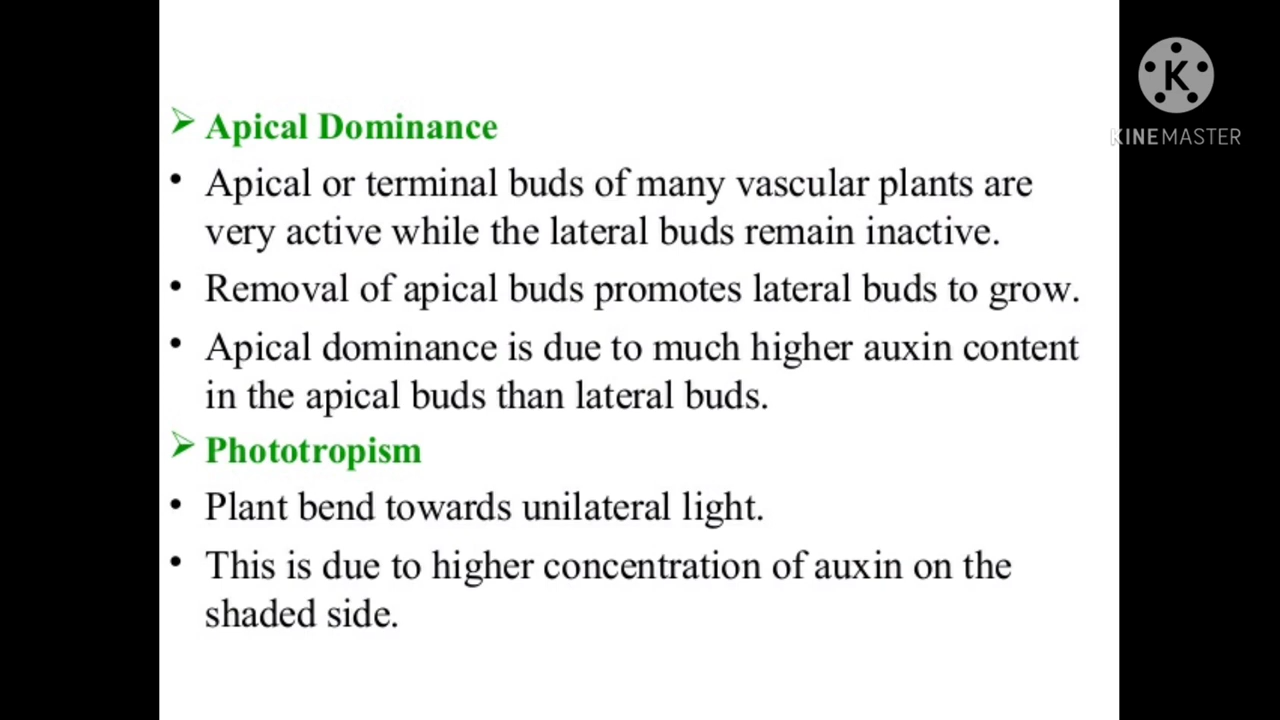 ➢ Apical Dominance
• Apical or terminal buds of many vascular plants are
very active while the lateral buds remain inactive.
• Removal of apical buds promotes lateral buds to grow.
• Apical dominance is due to much higher auxin content
in the apical buds than lateral buds.
➢ Phototropism
• Plant bend towards unilateral light.
• This is due to higher concentration of auxin on the
shaded side.
K
KINEMASTER